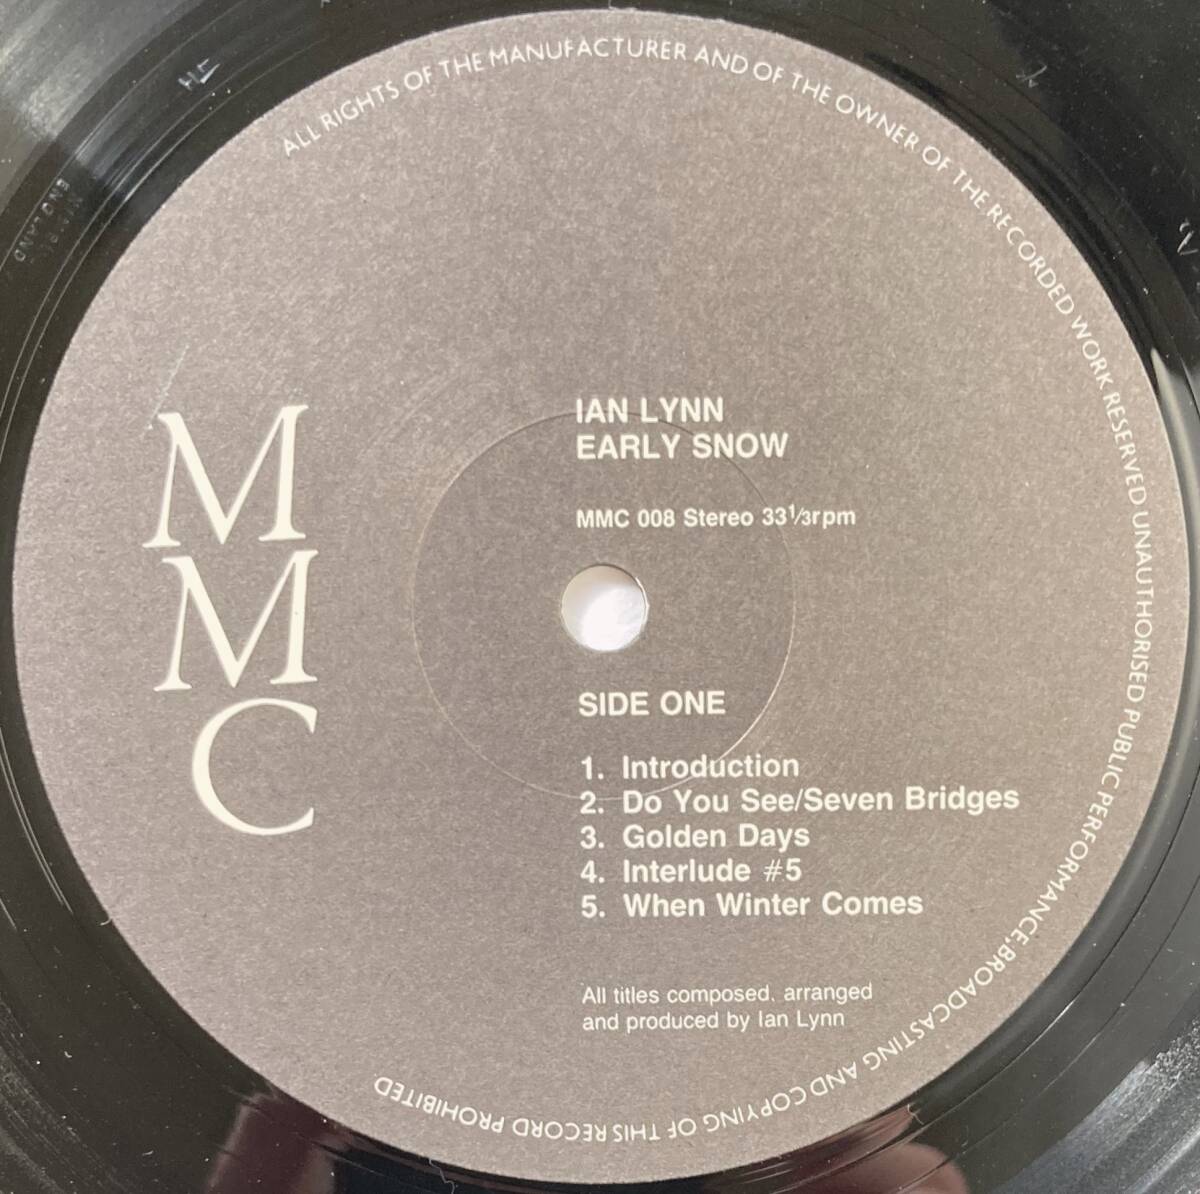 ALL RIGHTS OF THE MANUFACTURER AND OF THE OWNER OF THE RECORDED WORK RESERVED UNAUTHORISED PUBLIC PERFORMANCE,BROADCASTING AND COPYING OF THIS RECORD PROHIBITED
M
M
C
IAN LYNN
EARLY SNOW
MMC 008 Stereo 33⅓rpm
SIDE ONE
1. Introduction
2. Do You See/Seven Bridges
3. Golden Days
4. Interlude #5
5. When Winter Comes
All titles composed, arranged
and produced by Ian Lynn
ENGLAND